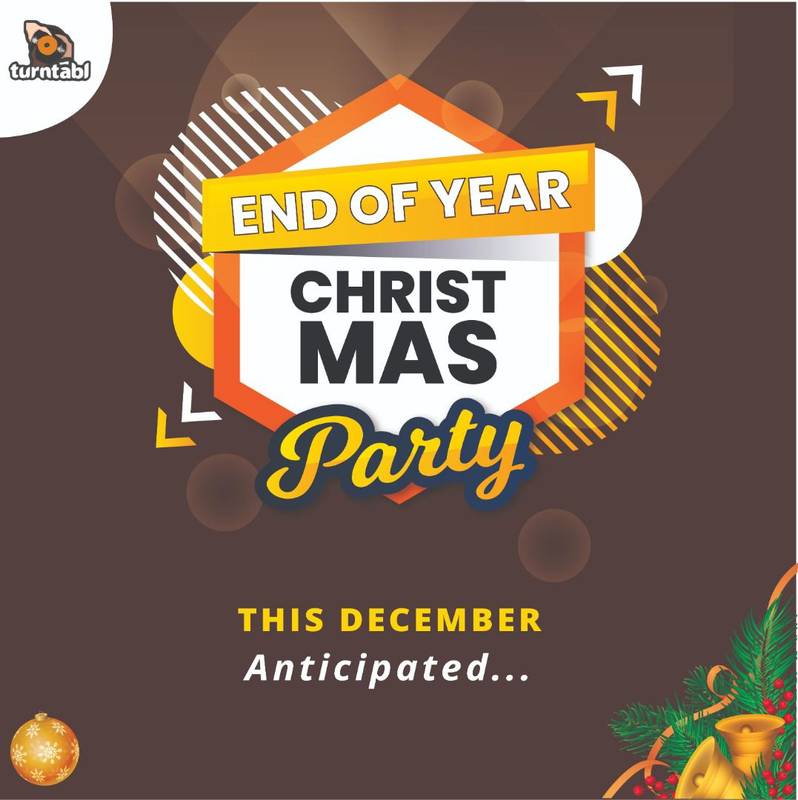 turntabl
END OF YEAR
CHRIST
MAS
Party
THIS DECEMBER
Anticipated...